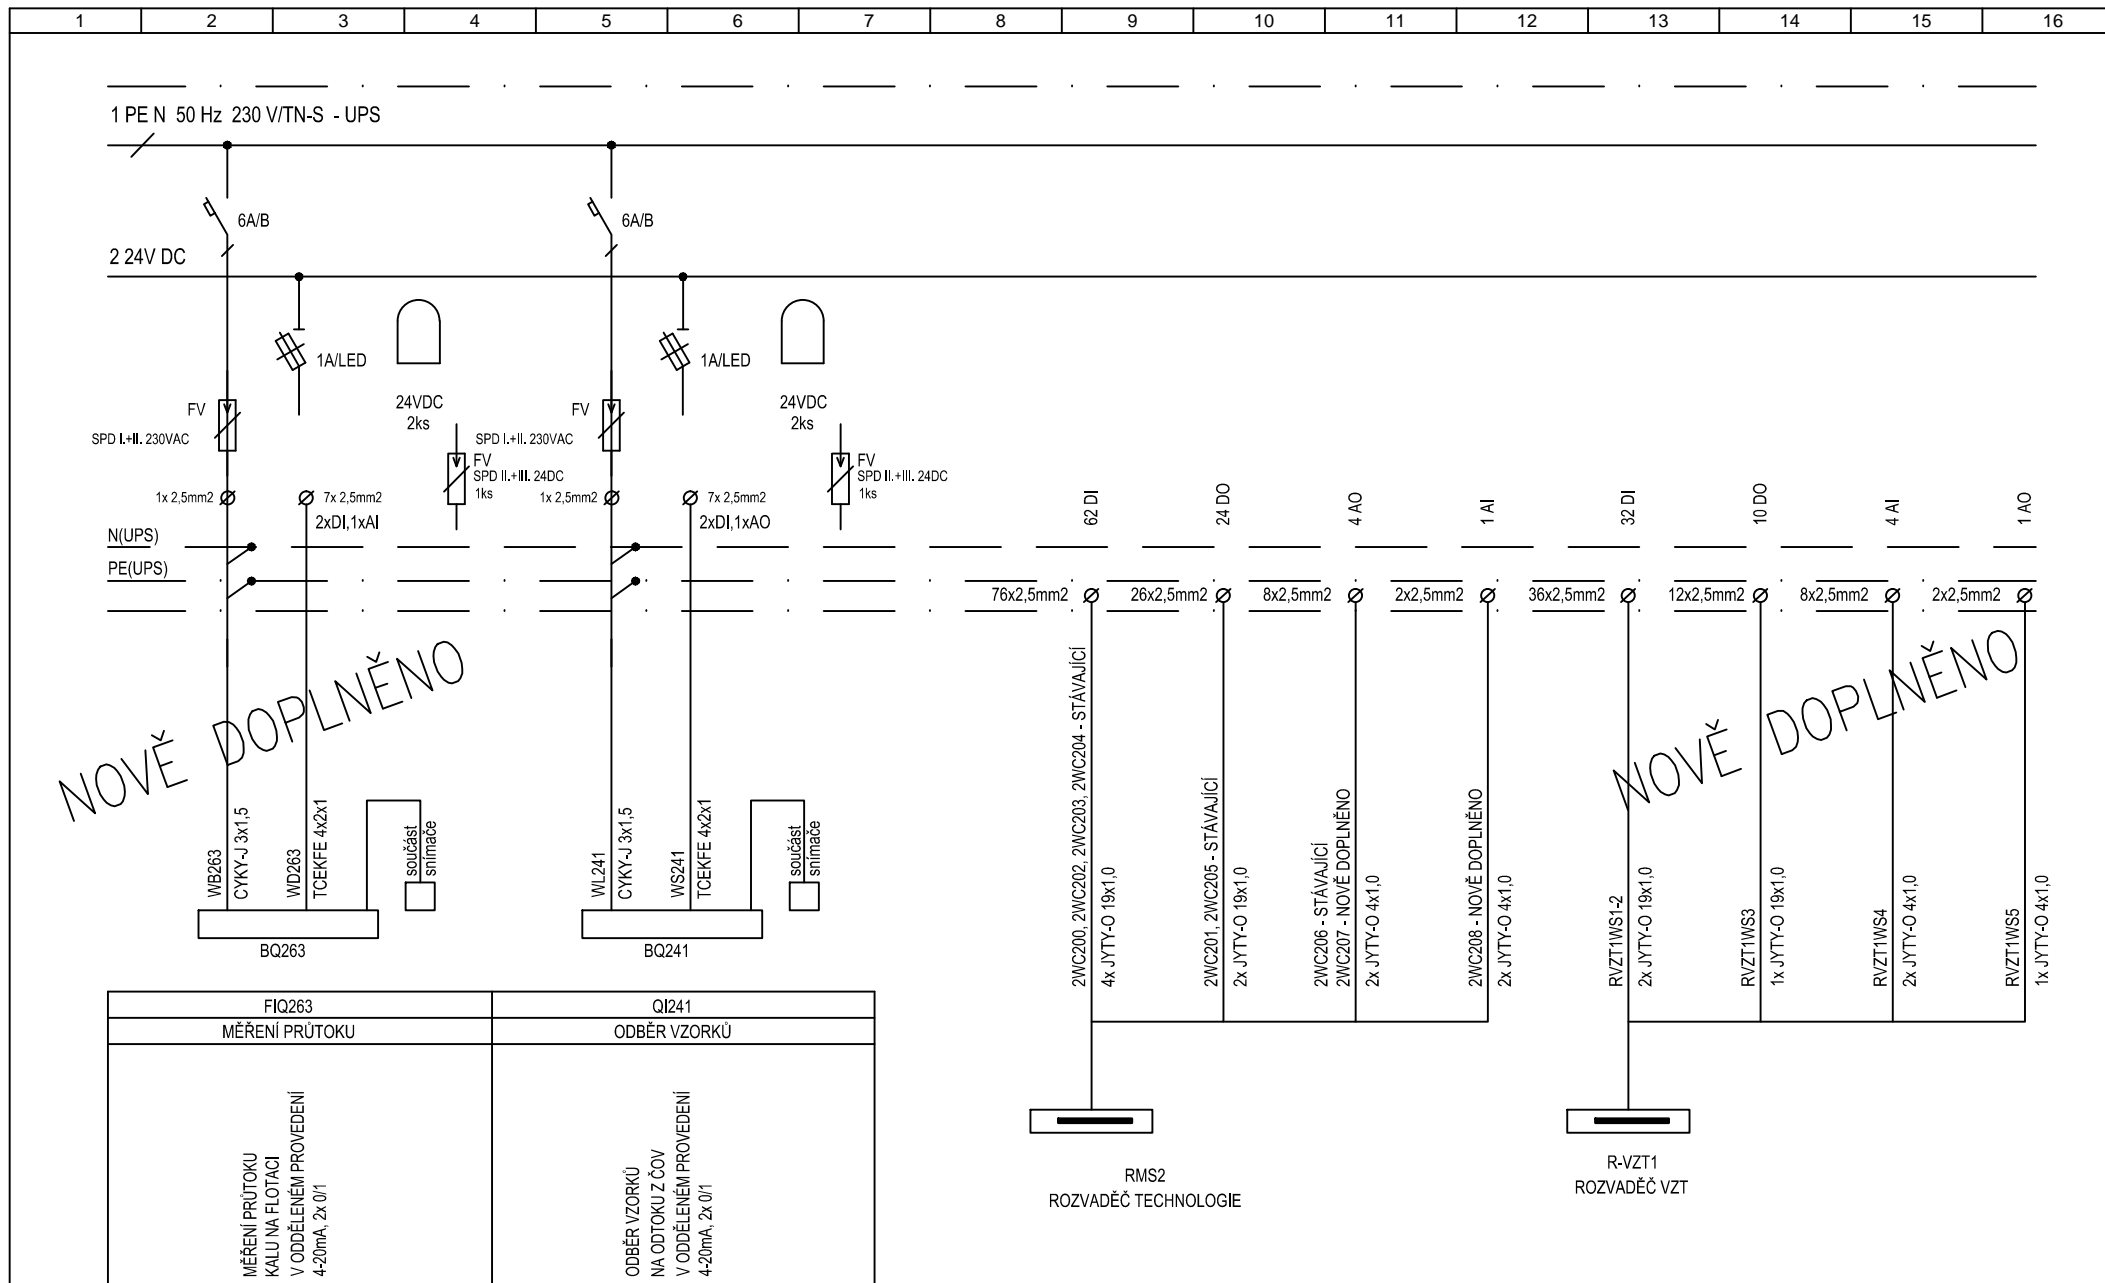 1 2 3 4 5 6 7 8 9 10 11 12 13 14 15 16
1 PE N 50 Hz 230 V/TN-S - UPS
6A/B
6A/B
2 24V DC
1A/LED
1A/LED
24VDC
2ks
24VDC
2ks
FV
SPD I.+II. 230VAC
FV
SPD I.+II. 230VAC
FV
SPD II.+III. 24DC
1ks
FV
SPD II.+III. 24DC
1ks
1x 2,5mm2
7x 2,5mm2
2xDI,1xAI
1x 2,5mm2
7x 2,5mm2
2xDI,1xAO
62 DI
24 DO
4 AO
1 AI
32 DI
10 DO
4 AI
1 AO
N(UPS)
PE(UPS)
76x2,5mm2
26x2,5mm2
8x2,5mm2
2x2,5mm2
36x2,5mm2
12x2,5mm2
8x2,5mm2
2x2,5mm2
NOVĚ DOPLNĚNO
NOVĚ DOPLNĚNO
WB263
CYKY-J 3x1,5
WD263
TCEKFE 4x2x1
součást
snímače
WL241
CYKY-J 3x1,5
WS241
TCEKFE 4x2x1
součást
snímače
2WC200, 2WC202, 2WC203, 2WC204 - STÁVAJÍCÍ
4x JYTY-O 19x1,0
2WC201, 2WC205 - STÁVAJÍCÍ
2x JYTY-O 19x1,0
2WC206 - STÁVAJÍCÍ
2WC207 - NOVĚ DOPLNĚNO
2x JYTY-O 4x1,0
2WC208 - NOVĚ DOPLNĚNO
2x JYTY-O 4x1,0
RVZT1WS1-2
2x JYTY-O 19x1,0
RVZT1WS3
1x JYTY-O 19x1,0
RVZT1WS4
2x JYTY-O 4x1,0
RVZT1WS5
1x JYTY-O 4x1,0
BQ263
BQ241
FIQ263
QI241
MĚŘENÍ PRŮTOKU
ODBĚR VZORKŮ
MĚŘENÍ PRŮTOKU
KALU NA FLOTACI
V ODDĚLENÉM PROVEDENÍ
4-20mA, 2x 0/1
ODBĚR VZORKŮ
NA ODTOKU Z ČOV
V ODDĚLENÉM PROVEDENÍ
4-20mA, 2x 0/1
RMS2
ROZVADĚČ TECHNOLOGIE
R-VZT1
ROZVADĚČ VZT